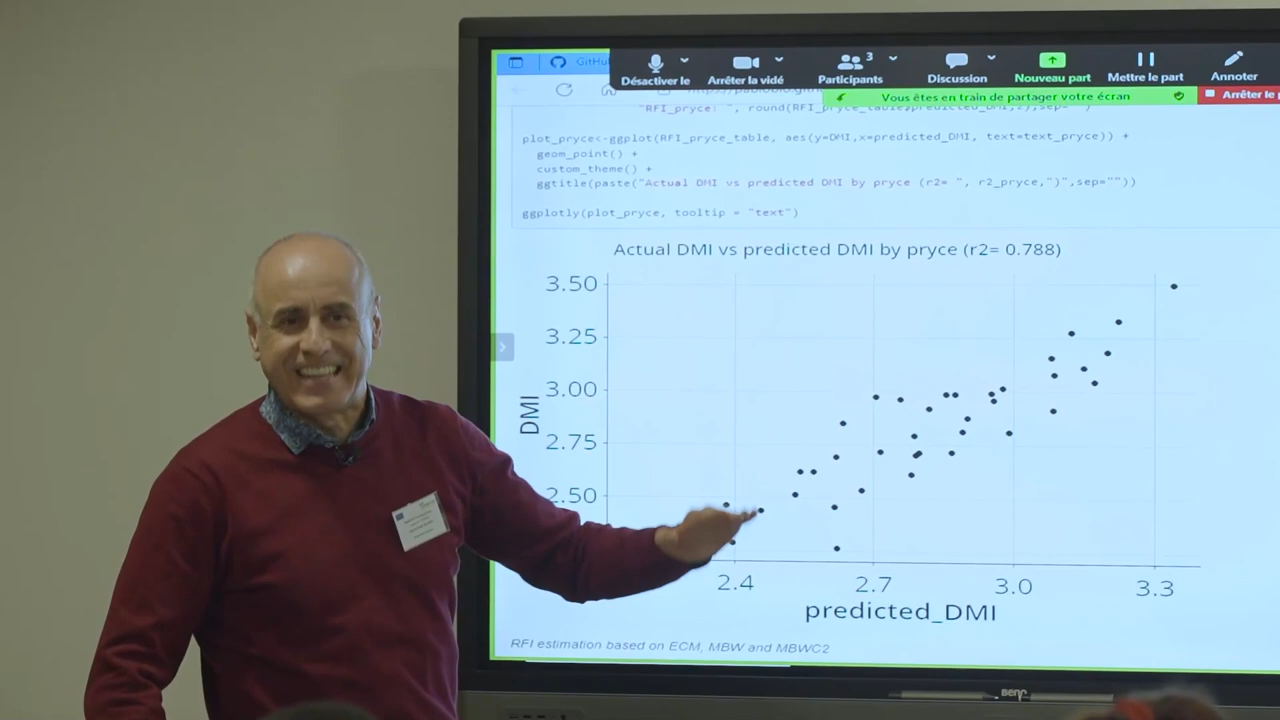 GitHu
3
Désactiver le
Arrêter la vidé
Participants
Discussion
Nouveau part
Mettre le part
Annoter
Vous êtes en train de partager votre écran
Arrêter le
"RFI_pryce: ", round(RFI_pryce_table$predicted_DMI,2),sep=" ")
plot_pryce<-ggplot(RFI_pryce_table, aes(y=DMI,x=predicted_DMI, text=text_pryce)) +
geom_point() +
custom_theme() +
ggtitle(paste("Actual DMI vs predicted DMI by pryce (r2= ", r2_pryce,")",sep=""))
ggplotly(plot_pryce, tooltip = "text")
Actual DMI vs predicted DMI by pryce (r2= 0.788)
3.50
3.25
3.00
2.75
2.50
DMI
2.4
2.7
3.0
3.3
predicted_DMI
RFI estimation based on ECM, MBW and MBWC2
BenQ